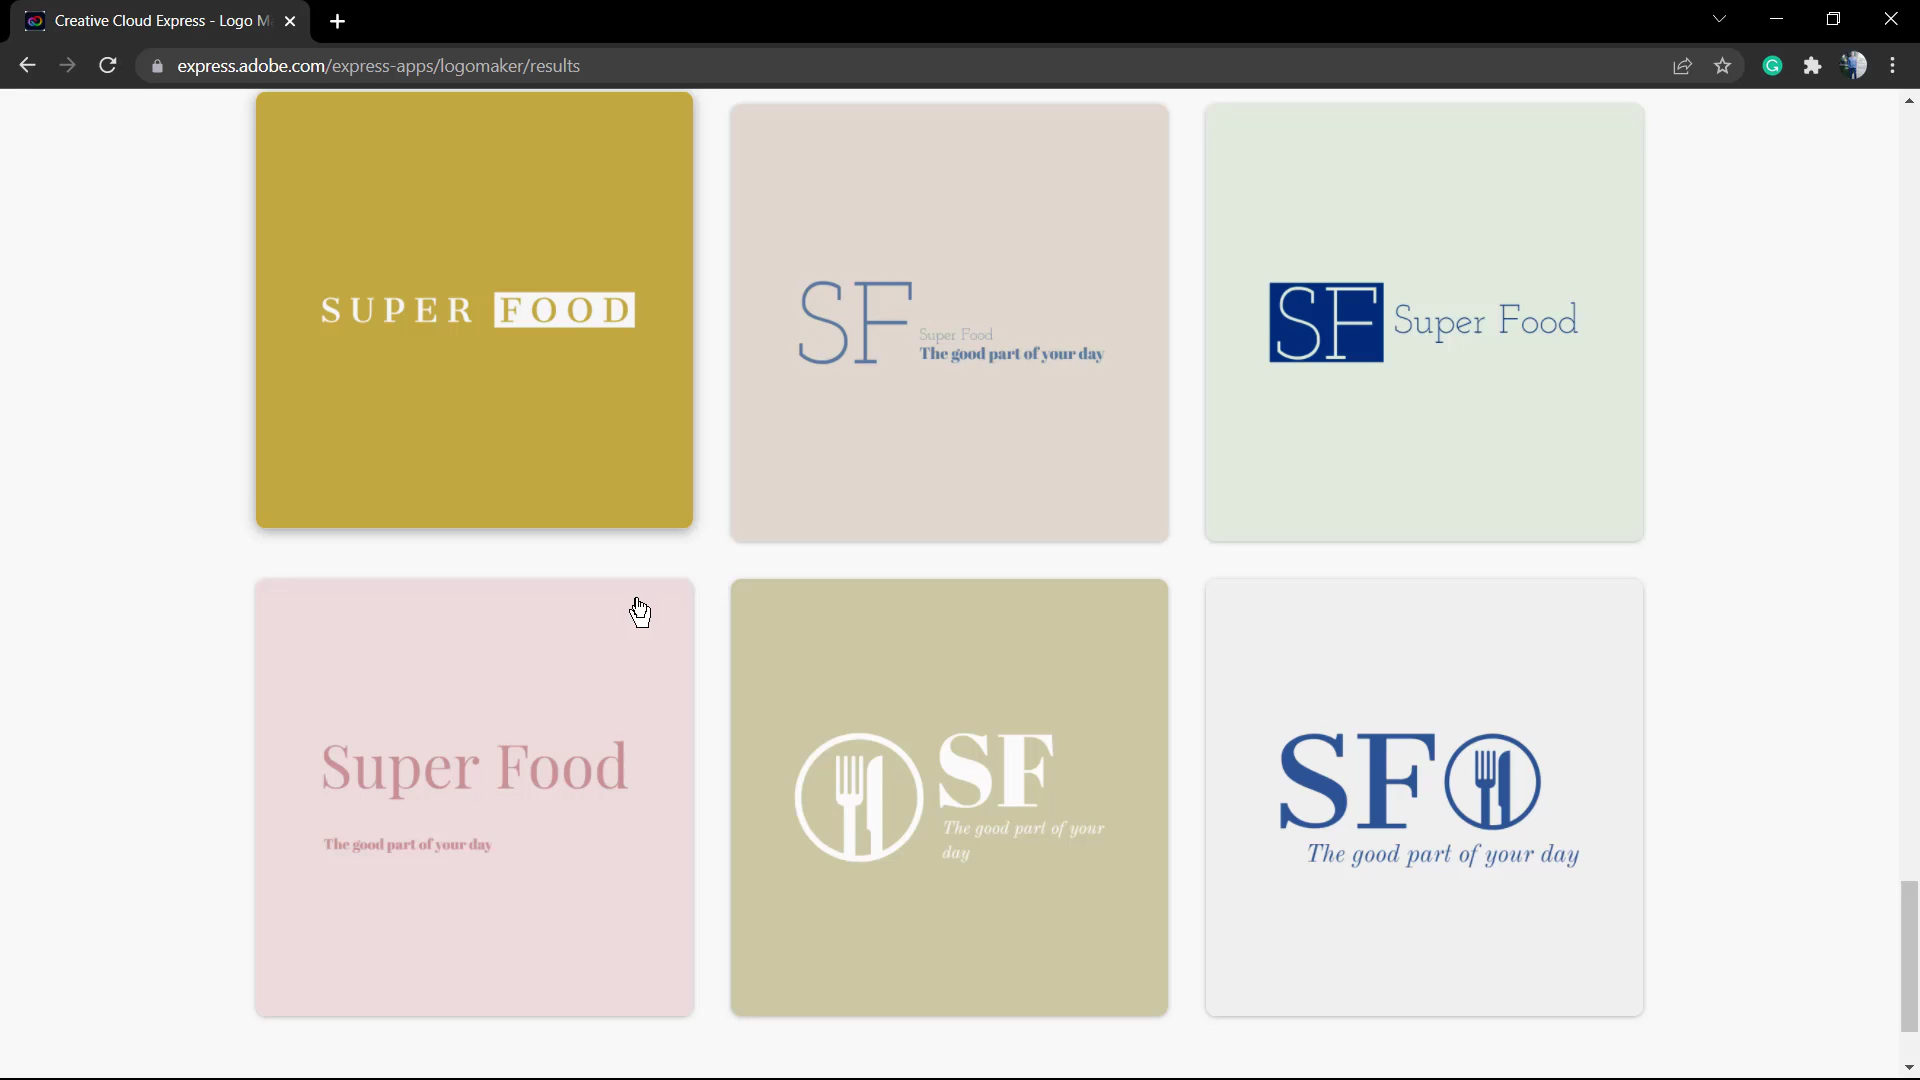 Creative Cloud Express - Logo M
express.adobe.com/express-apps/logomaker/results
SUPER FOOD
SF
Super Food
The good part of your day
SF Super Food
Super Food
The good part of your day
SF
The good part of your
day
SF
The good part of your day